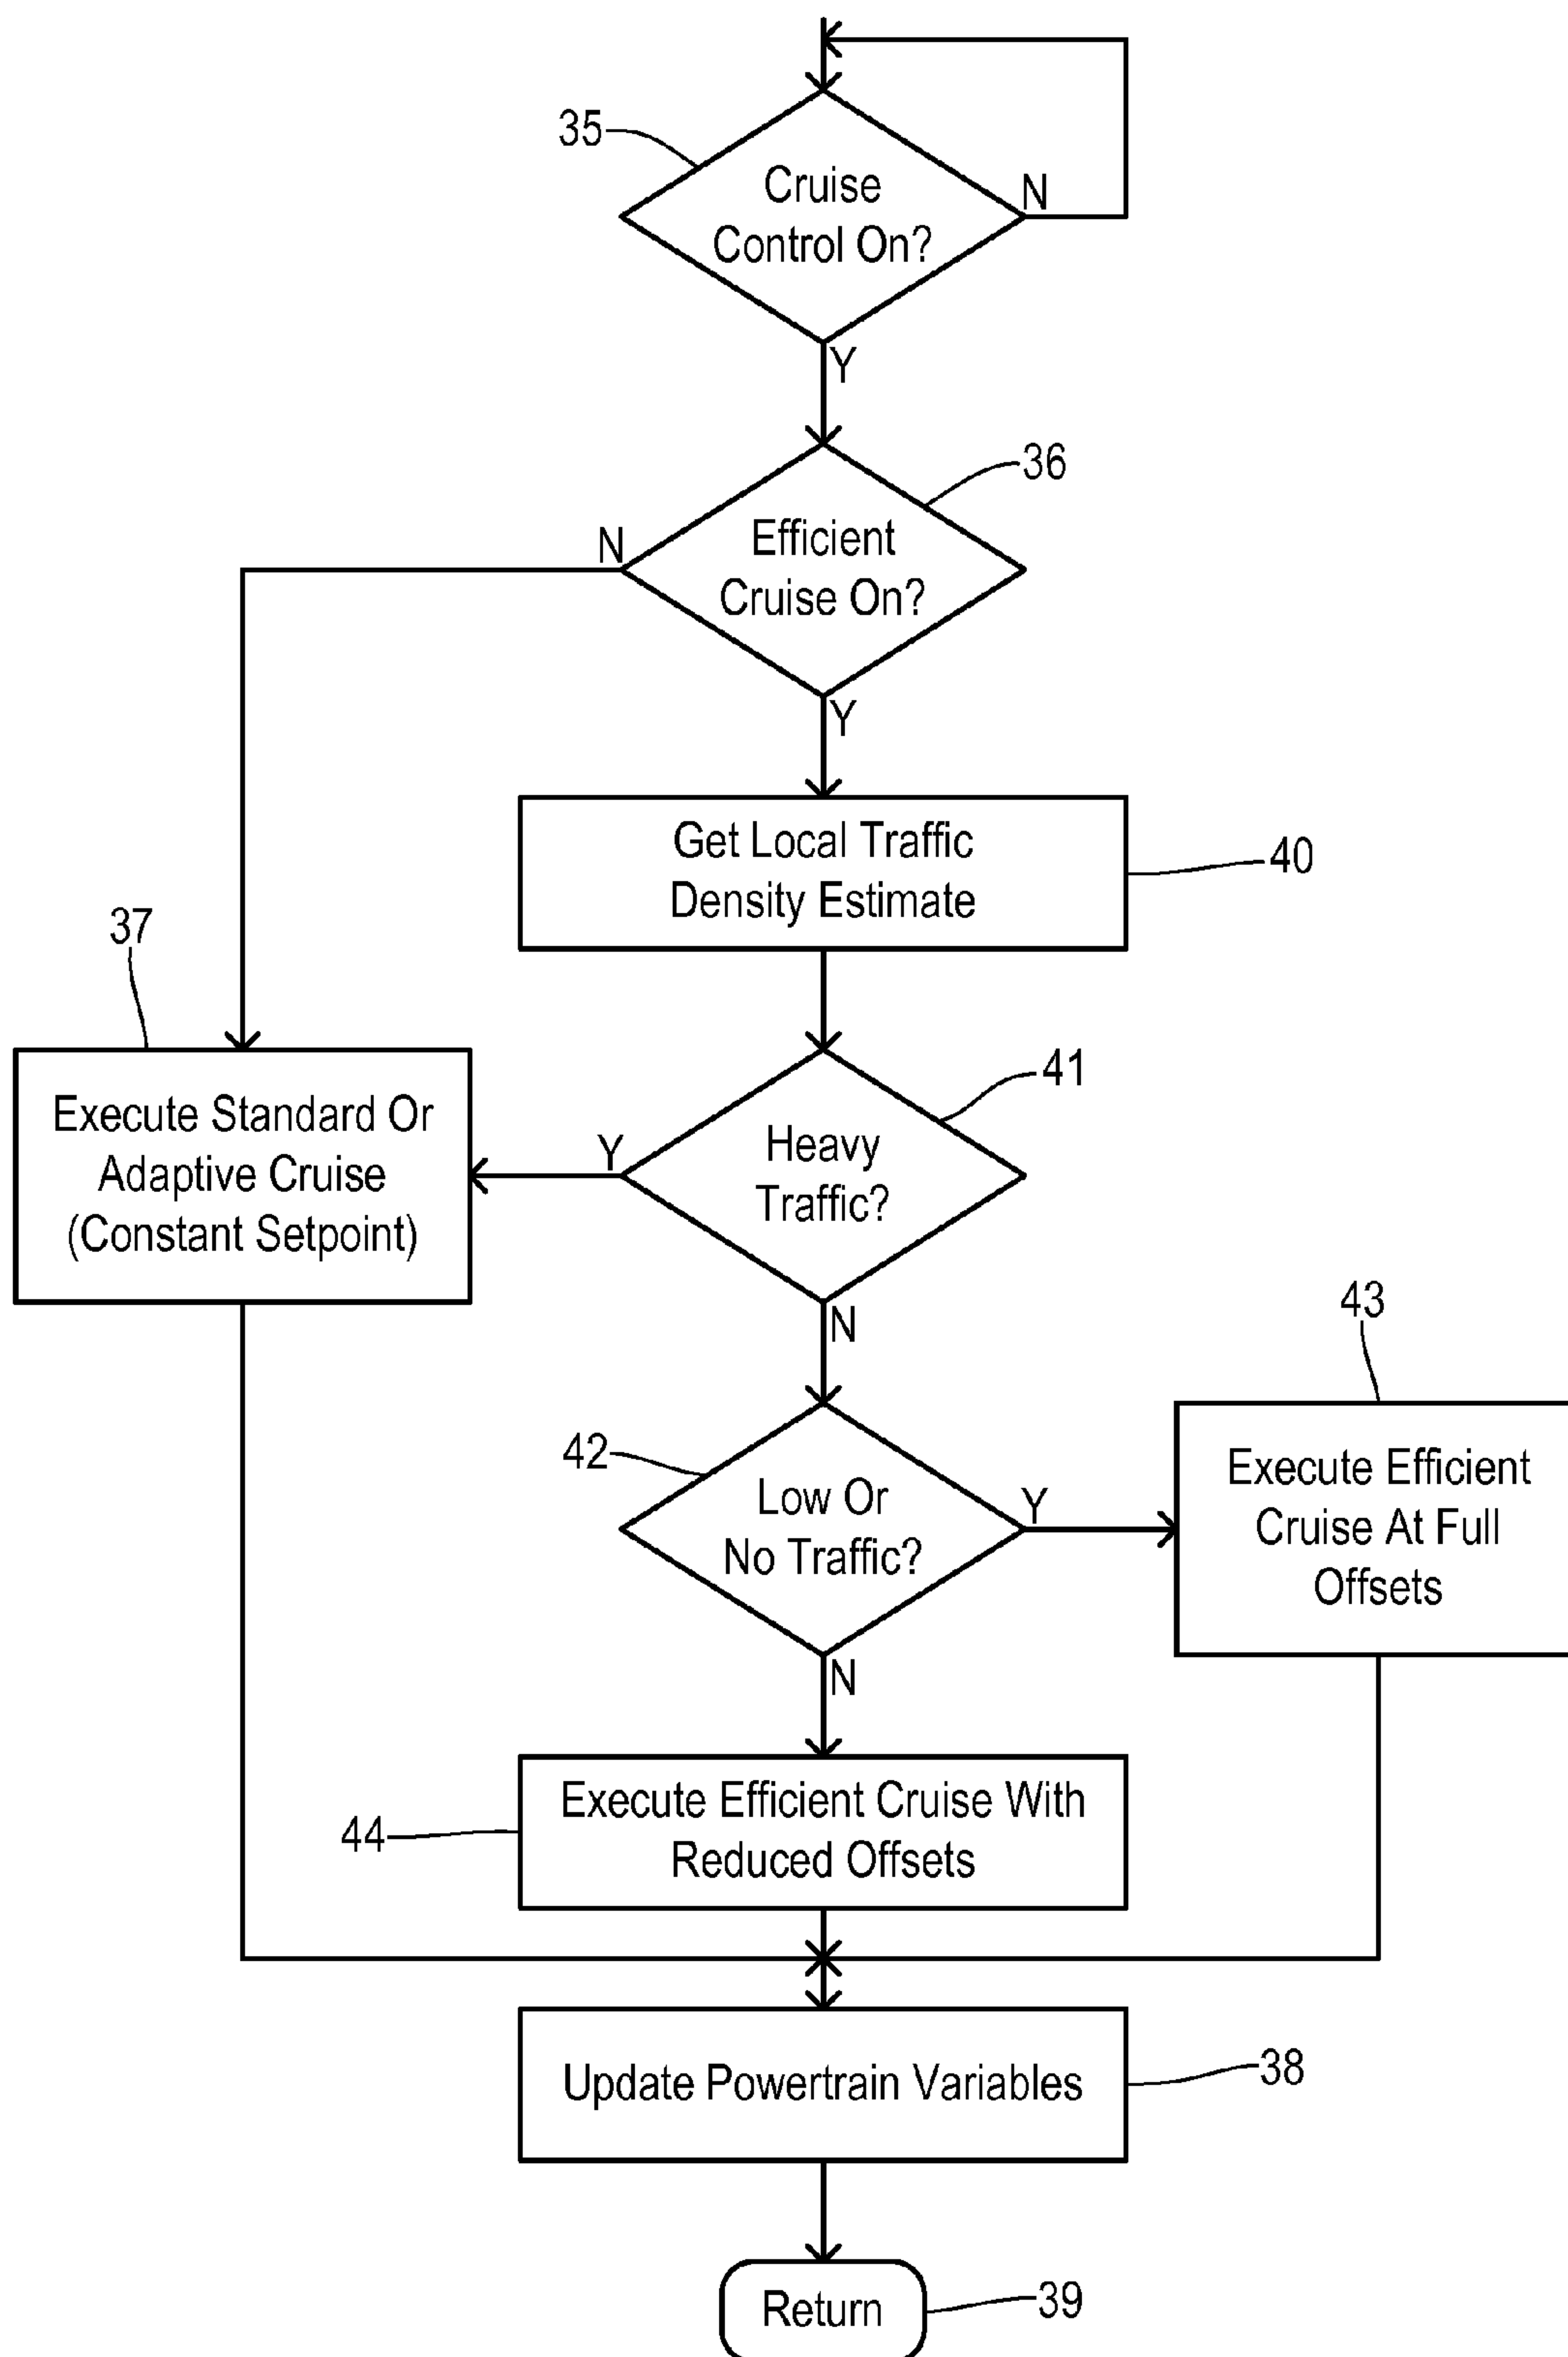 35
Cruise
Control On?
N
Y
36
Efficient
Cruise On?
N
Y
Get Local Traffic
Density Estimate
40
37
Execute Standard Or
Adaptive Cruise
(Constant Setpoint)
41
Heavy
Traffic?
Y
N
42
Low Or
No Traffic?
Y
N
43
Execute Efficient
Cruise At Full
Offsets
44
Execute Efficient Cruise With
Reduced Offsets
Update Powertrain Variables
38
Return
39